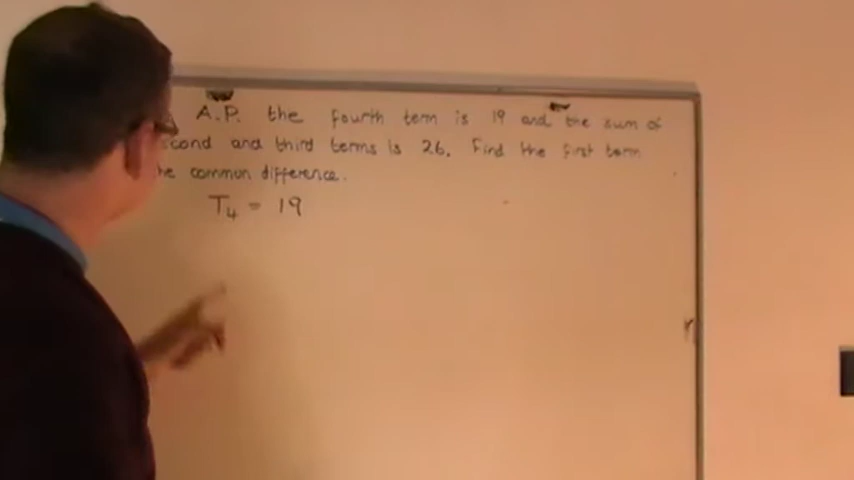 A.P. the fourth term is 19 and the sum of
cond and third terms is 26. Find the first term
he common difference.
T4 = 19